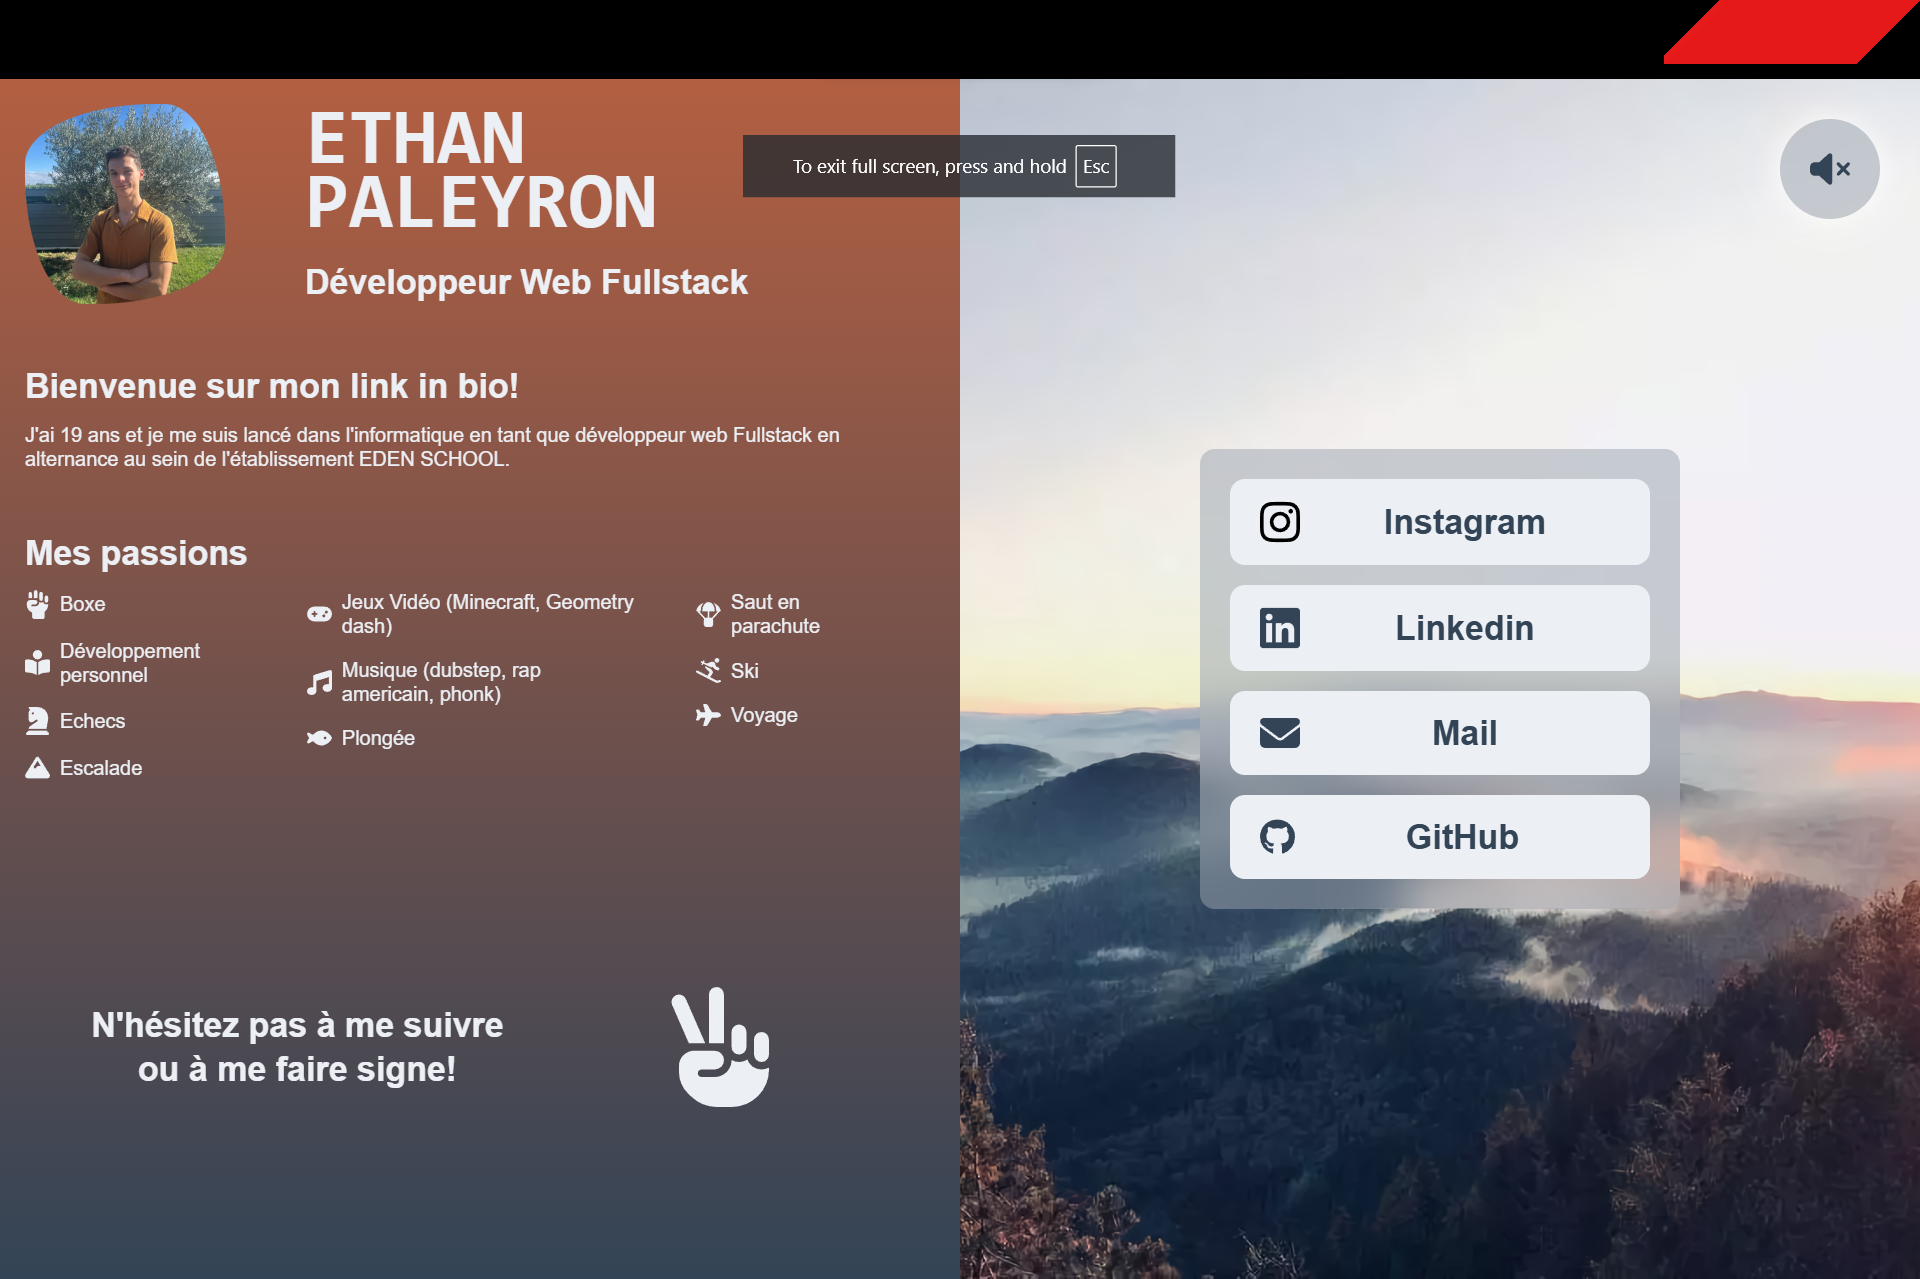 ETHAN
PALEYRON
To exit full screen, press and hold Esc
Développeur Web Fullstack
Bienvenue sur mon link in bio!
J'ai 19 ans et je me suis lancé dans l'informatique en tant que développeur web Fullstack en
alternance au sein de l'établissement EDEN SCHOOL.
Mes passions
Boxe
Développement
personnel
Echecs
Escalade
Jeux Vidéo (Minecraft, Geometry
dash)
Musique (dubstep, rap
americain, phonk)
Plongée
Saut en
parachute
Ski
Voyage
N'hésitez pas à me suivre
ou à me faire signe!
Instagram
Linkedin
Mail
GitHub